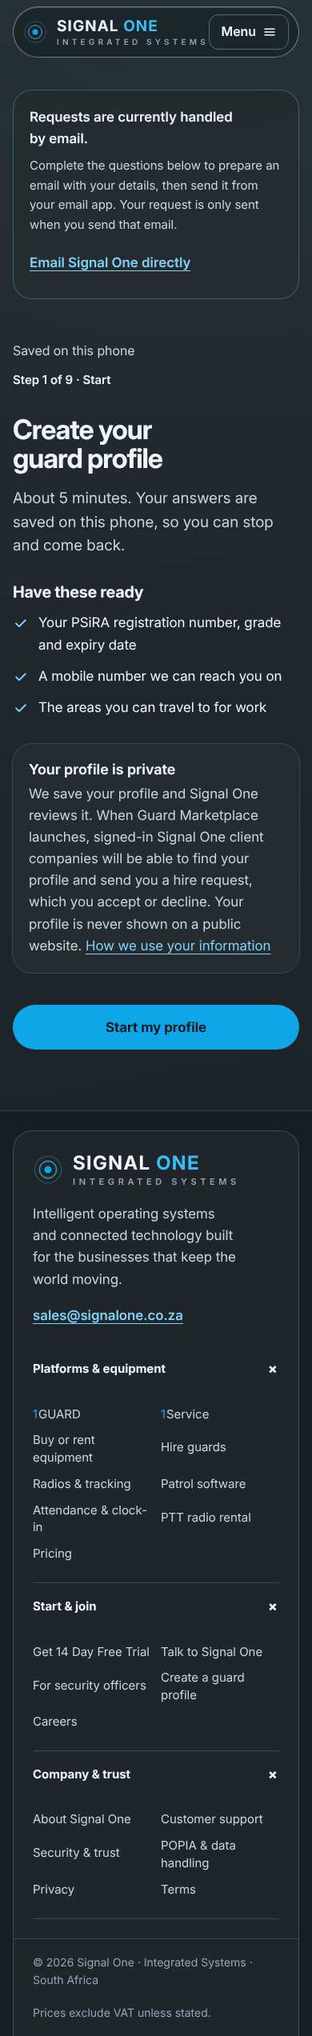 SIGNAL ONE
INTEGRATED SYSTEMS
Menu
Requests are currently handled
by email.
Complete the questions below to prepare an
email with your details, then send it from
your email app. Your request is only sent
when you send that email.
Email Signal One directly
Saved on this phone
Step 1 of 9 · Start
Create your
guard profile
About 5 minutes. Your answers are
saved on this phone, so you can stop
and come back.
Have these ready
Your PSiRA registration number, grade
and expiry date
A mobile number we can reach you on
The areas you can travel to for work
Your profile is private
We save your profile and Signal One
reviews it. When Guard Marketplace
launches, signed-in Signal One client
companies will be able to find your
profile and send you a hire request,
which you accept or decline. Your
profile is never shown on a public
website. How we use your information
Start my profile
SIGNAL ONE
INTEGRATED SYSTEMS
Intelligent operating systems
and connected technology built
for the businesses that keep the
world moving.
sales@signalone.co.za
Platforms & equipment
1GUARD
1Service
Buy or rent
equipment
Hire guards
Radios & tracking
Patrol software
Attendance & clock-
in
PTT radio rental
Pricing
Start & join
Get 14 Day Free Trial
Talk to Signal One
For security officers
Create a guard
profile
Careers
Company & trust
About Signal One
Customer support
Security & trust
POPIA & data
handling
Privacy
Terms
© 2026 Signal One · Integrated Systems ·
South Africa
Prices exclude VAT unless stated.